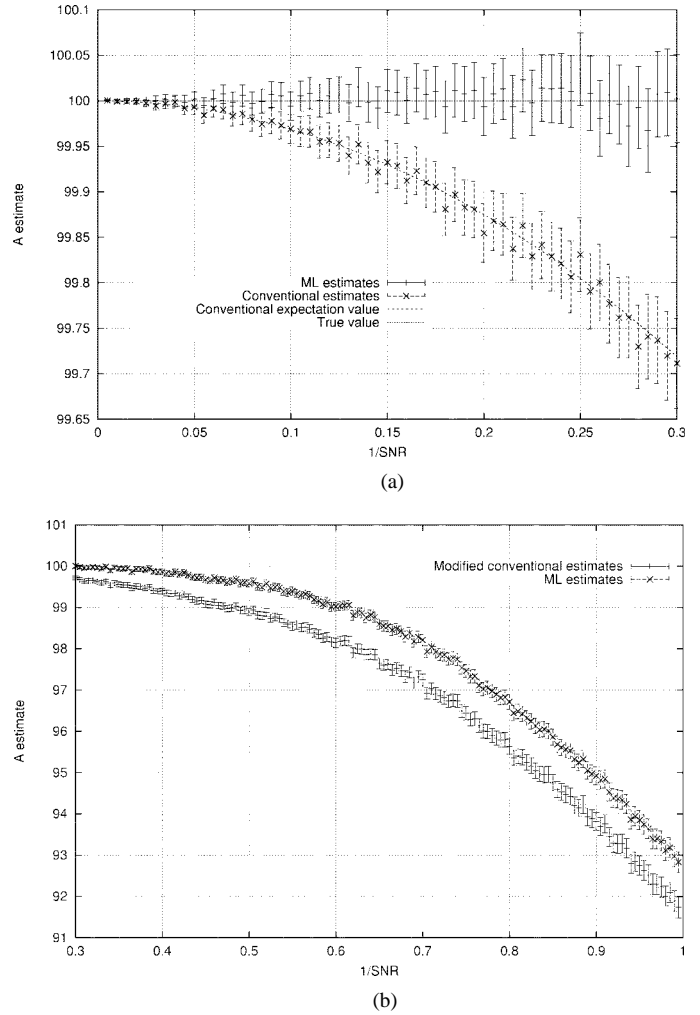 100.1
100.05
100
99.95
99.9
99.85
99.8
99.75
99.7
99.65
A estimate
ML estimates
Conventional estimates
Conventional expectation value
True value
0 0.05 0.1 0.15 0.2 0.25 0.3
1/SNR
(a)
101
100
99
98
97
96
95
94
93
92
91
A estimate
Modified conventional estimates
ML estimates
0.3 0.4 0.5 0.6 0.7 0.8 0.9 1
1/SNR
(b)